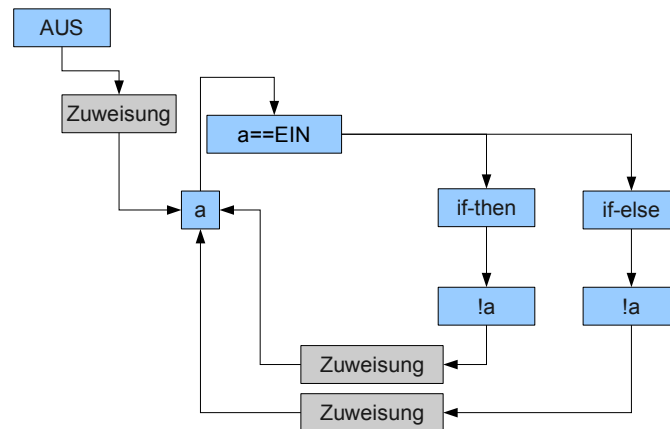 AUS
Zuweisung
a==EIN
a
if-then
if-else
!a
!a
Zuweisung
Zuweisung